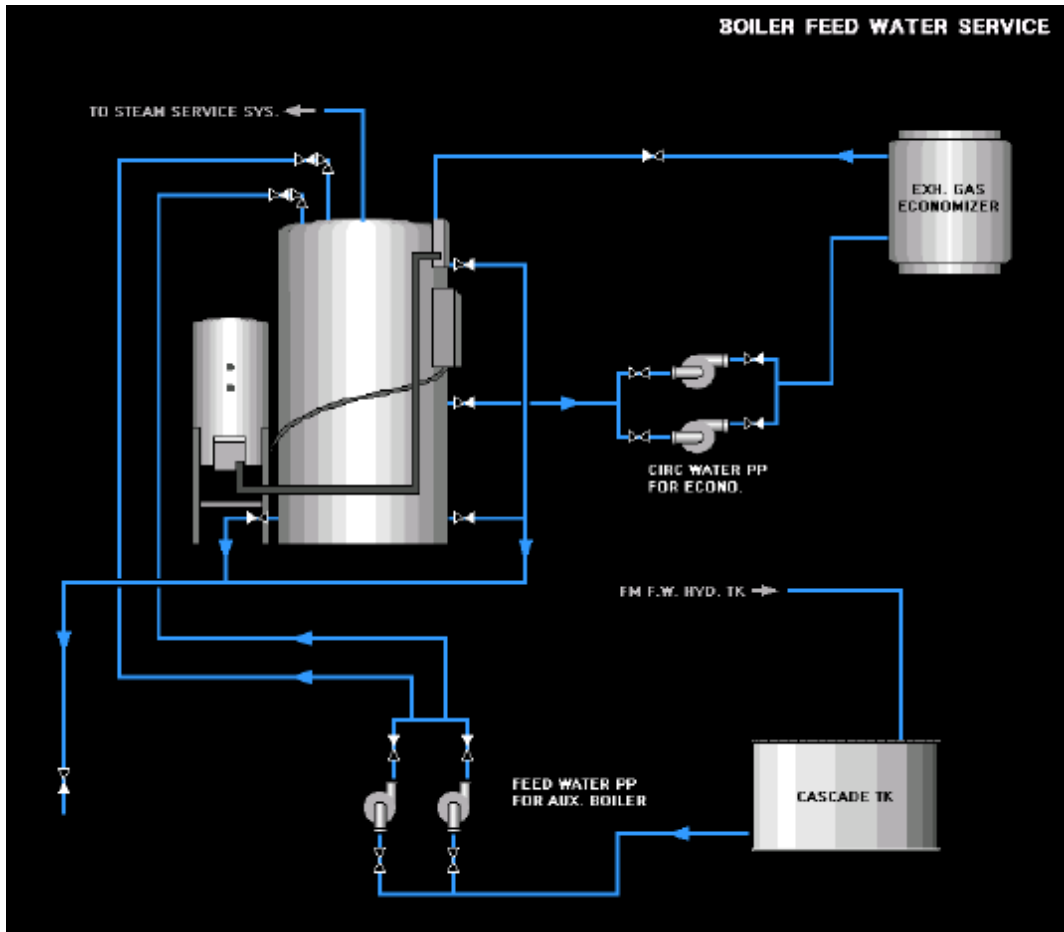 BOILER FEED WATER SERVICE
TO STEAM SERVICE SYS.
EXH. GAS
ECONOMIZER
CIRC WATER PP
FOR ECONO.
FM F.W. HYD. TK
FEED WATER PP
FOR AUX. BOILER
CASCADE TK